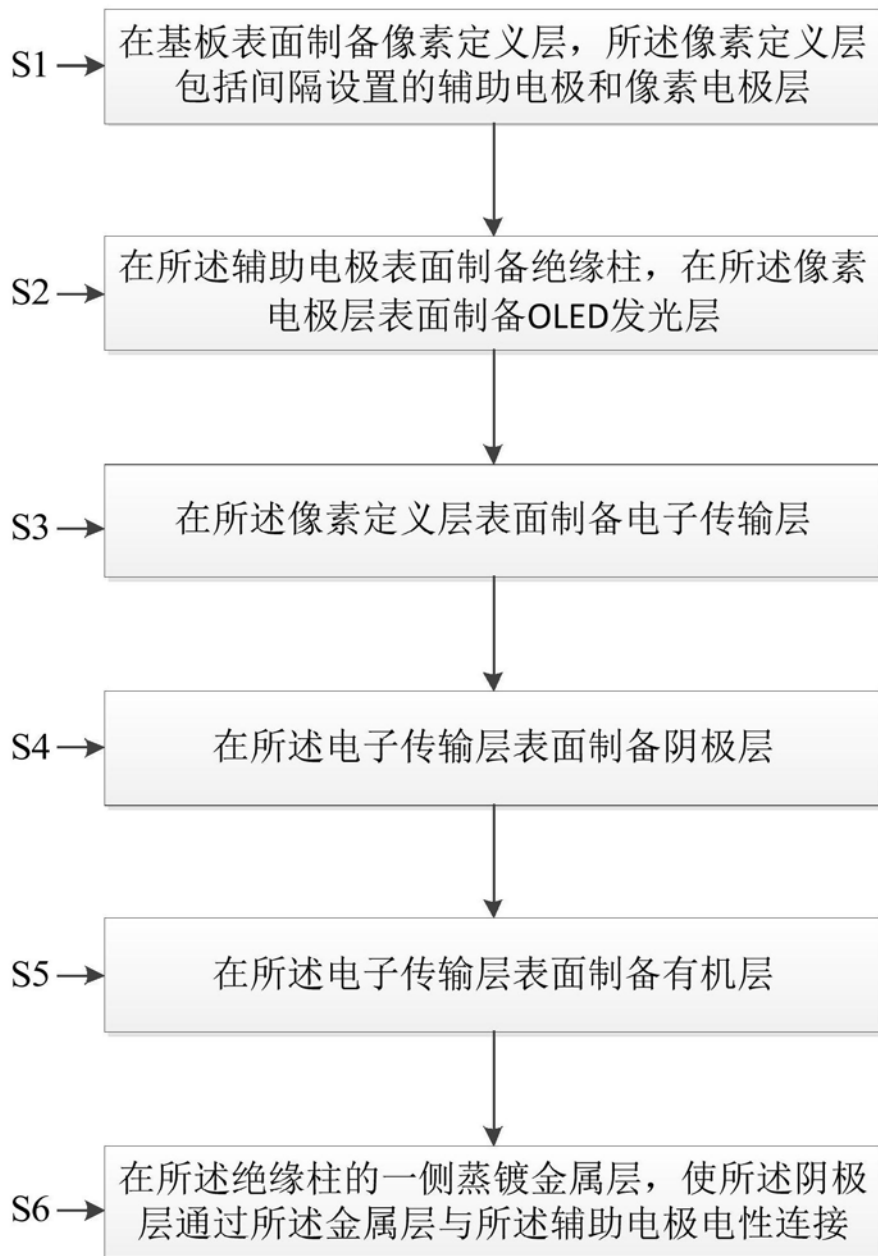 S1
在基板表面制备像素定义层，所述像素定义层
包括间隔设置的辅助电极和像素电极层
S2
在所述辅助电极表面制备绝缘柱，在所述像素
电极层表面制备OLED发光层
S3
在所述像素定义层表面制备电子传输层
S4
在所述电子传输层表面制备阴极层
S5
在所述电子传输层表面制备有机层
S6
在所述绝缘柱的一侧蒸镀金属层，使所述阴极
层通过所述金属层与所述辅助电极电性连接